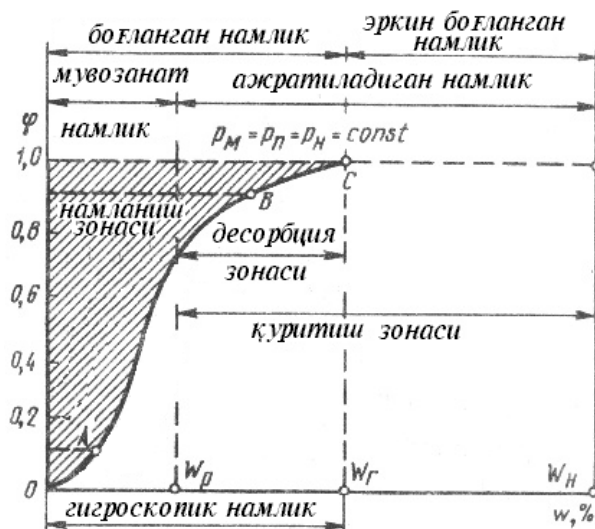 боғланган намлик
эркин боғланган
намлик
мувозанат
ажратиладиган намлик
φ
намлик
p_м = p_п = p_н = const
1,0
C
B
намланиш
зонаси
0,8
десорбция
зонаси
0,6
қуритиш зонаси
0,4
0,2
A
0
w_p
w_г
w_н
w,%
гигроскопик намлик